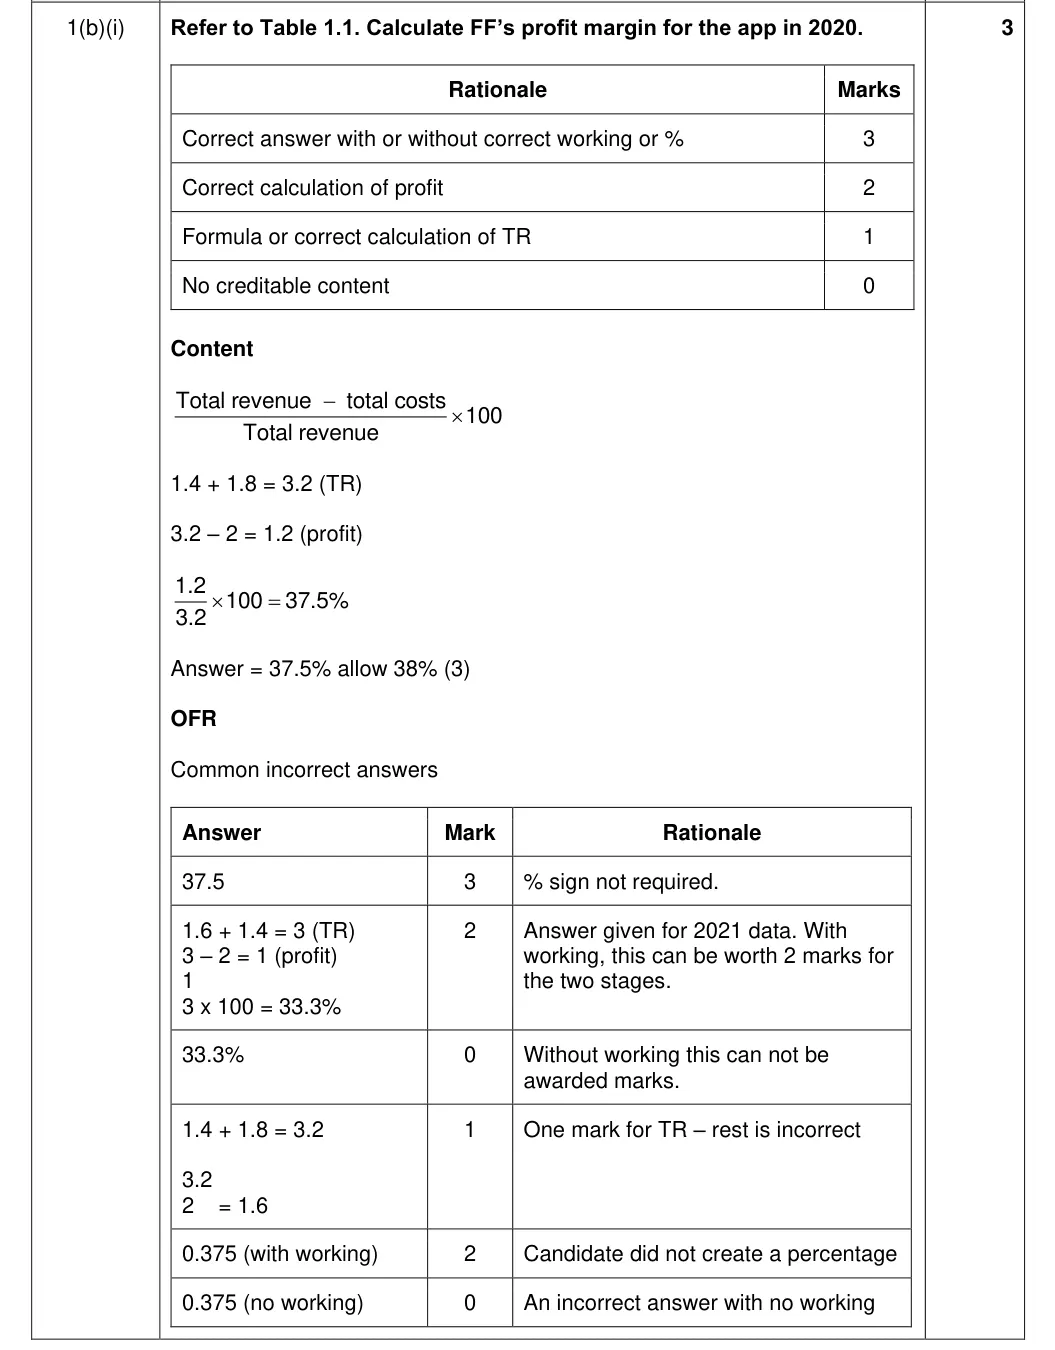 1(b)(i)
Refer to Table 1.1. Calculate FF's profit margin for the app in 2020.
3
Rationale
Marks
Correct answer with or without correct working or %
3
Correct calculation of profit
2
Formula or correct calculation of TR
1
No creditable content
0
Content
Total revenue − total costs
Total revenue
×100
1.4 + 1.8 = 3.2 (TR)
3.2 – 2 = 1.2 (profit)
1.2
3.2
×100 = 37.5%
Answer = 37.5% allow 38% (3)
OFR
Common incorrect answers
Answer
Mark
Rationale
37.5
3
% sign not required.
1.6 + 1.4 = 3 (TR)
3 – 2 = 1 (profit)
1
3 x 100 = 33.3%
2
Answer given for 2021 data. With
working, this can be worth 2 marks for
the two stages.
33.3%
0
Without working this can not be
awarded marks.
1.4 + 1.8 = 3.2
3.2
2 = 1.6
1
One mark for TR – rest is incorrect
0.375 (with working)
2
Candidate did not create a percentage
0.375 (no working)
0
An incorrect answer with no working